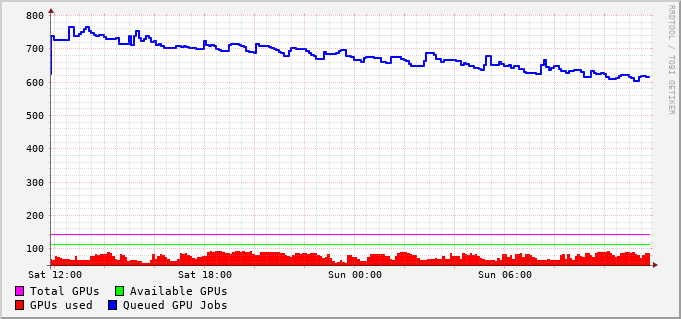 800
700
600
500
400
300
200
100
Sat 12:00 Sat 18:00 Sun 00:00 Sun 06:00
Total GPUs Available GPUs
GPUs used Queued GPU Jobs
RRDTOOL / TOBI OETIKER